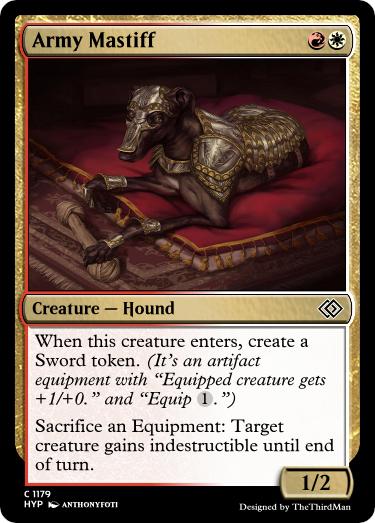 Army Mastiff
Creature — Hound
When this creature enters, create a
Sword token. (It's an artifact
equipment with “Equipped creature gets
+1/+0.” and “Equip 1.”)
Sacrifice an Equipment: Target
creature gains indestructible until end
of turn.
1/2
C 1179
HYP ANTHONYFOTI
Designed by TheThirdMan